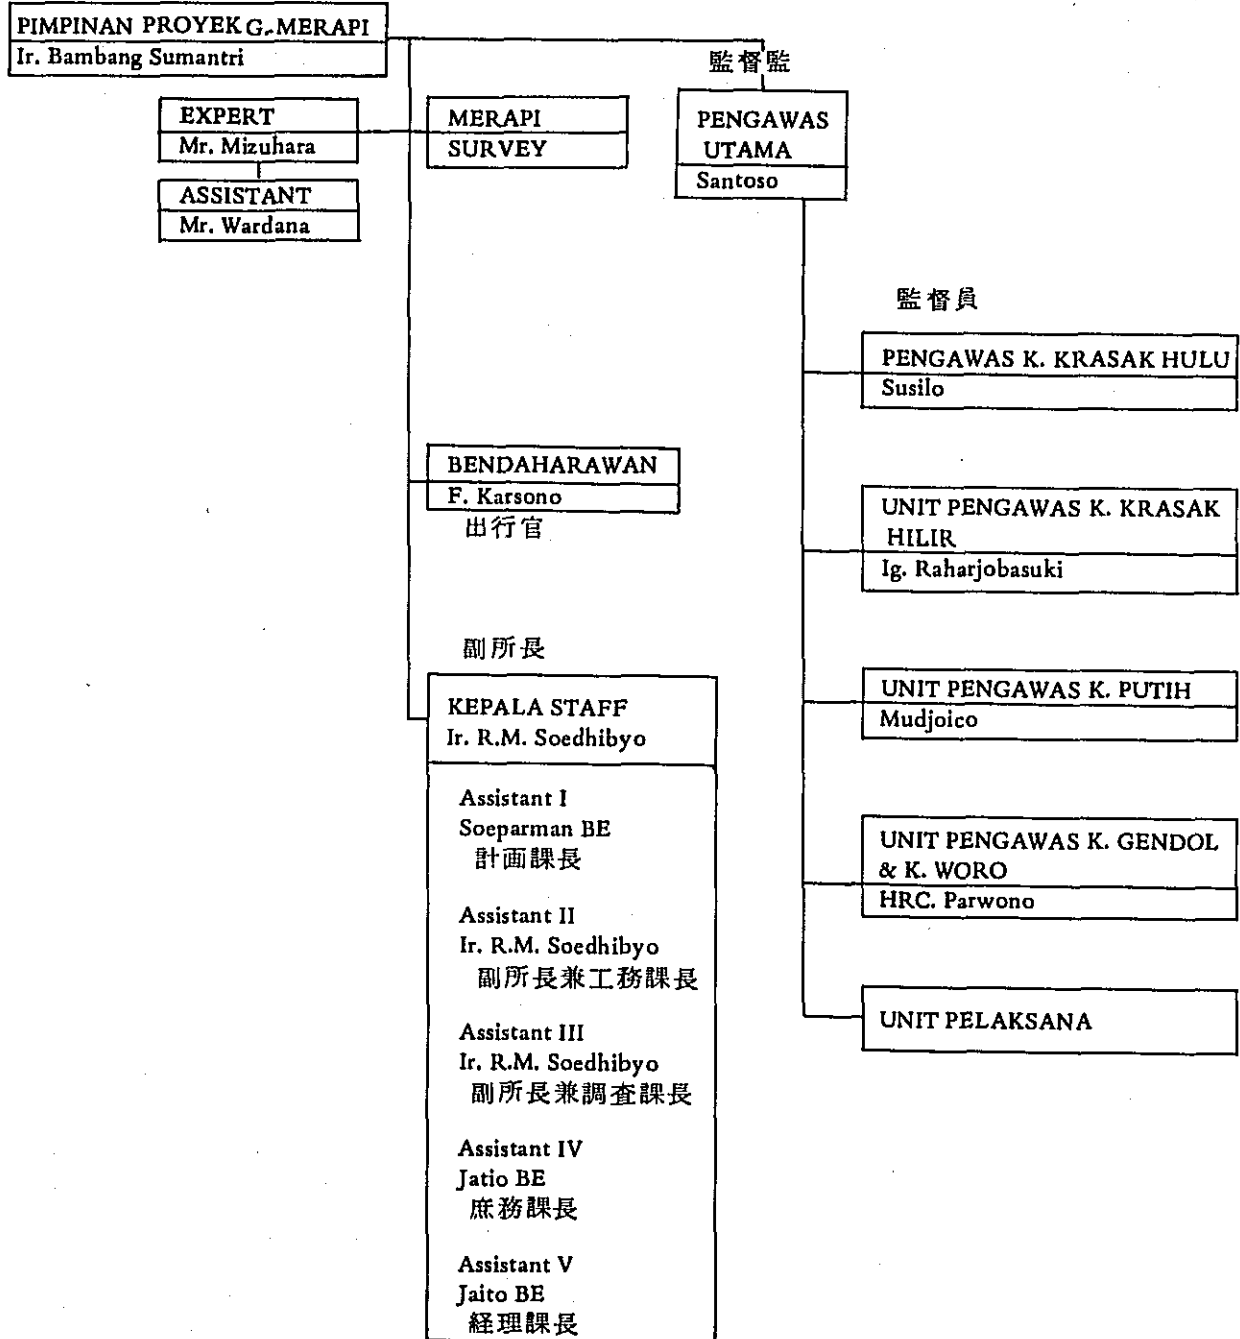 PIMPINAN PROYEK G. MERAPI
Ir. Bambang Sumantri
EXPERT
Mr. Mizuhara
ASSISTANT
Mr. Wardana
MERAPI
SURVEY
監督監
PENGAWAS
UTAMA
Santoso
監督員
PENGAWAS K. KRASAK HULU
Susilo
BENDAHARAWAN
F. Karsono
出行官
UNIT PENGAWAS K. KRASAK
HILIR
Ig. Raharjobasuki
副所長
KEPALA STAFF
Ir. R.M. Soedhibyo
Assistant I
Soeparman BE
計画課長
Assistant II
Ir. R.M. Soedhibyo
副所長兼工務課長
Assistant III
Ir. R.M. Soedhibyo
副所長兼調査課長
Assistant IV
Jatio BE
庶務課長
Assistant V
Jaito BE
経理課長
UNIT PENGAWAS K. PUTIH
Mudjoico
UNIT PENGAWAS K. GENDOL
& K. WORO
HRC. Parwono
UNIT PELAKSANA